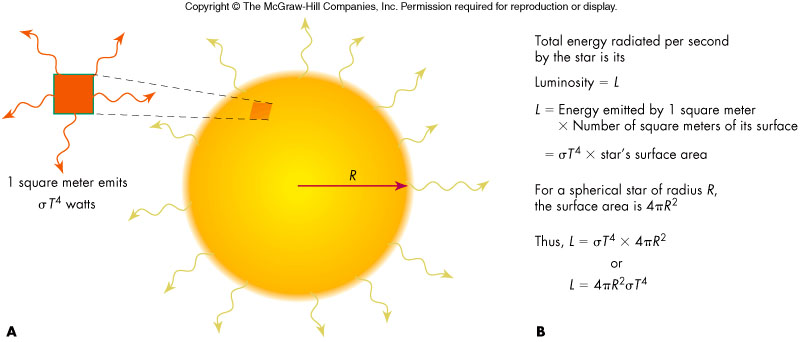 Copyright © The McGraw-Hill Companies, Inc. Permission required for reproduction or display.
R
1 square meter emits
σT⁴ watts
A
Total energy radiated per second
by the star is its
Luminosity = L
L = Energy emitted by 1 square meter
× Number of square meters of its surface
= σT⁴ × star's surface area
For a spherical star of radius R,
the surface area is 4πR²
Thus, L = σT⁴ × 4πR²
or
L = 4πR²σT⁴
B